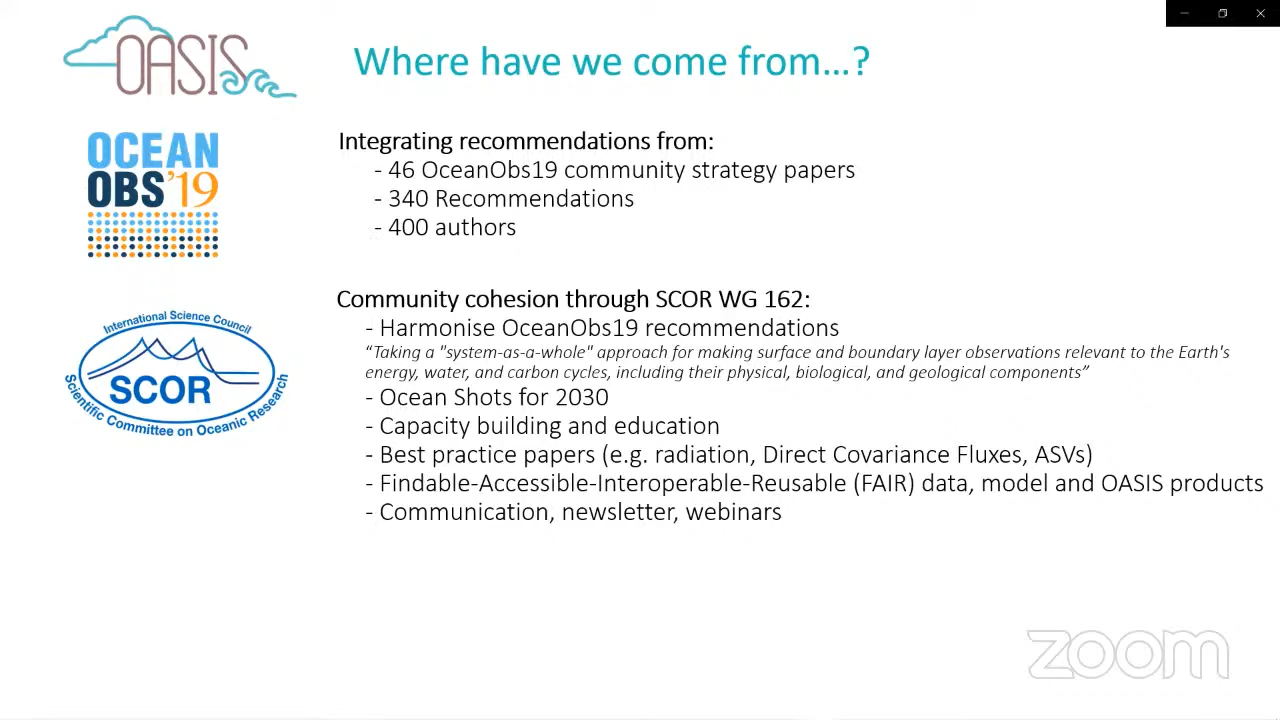 OASIS
Where have we come from...?
OCEAN
OBS'19
Integrating recommendations from:
- 46 OceanObs19 community strategy papers
- 340 Recommendations
- 400 authors
International Science Council
SCOR
Scientific Committee on Oceanic Research
Community cohesion through SCOR WG 162:
- Harmonise OceanObs19 recommendations
“Taking a "system-as-a-whole" approach for making surface and boundary layer observations relevant to the Earth's
energy, water, and carbon cycles, including their physical, biological, and geological components”
- Ocean Shots for 2030
- Capacity building and education
- Best practice papers (e.g. radiation, Direct Covariance Fluxes, ASVs)
- Findable-Accessible-Interoperable-Reusable (FAIR) data, model and OASIS products
- Communication, newsletter, webinars
zoom